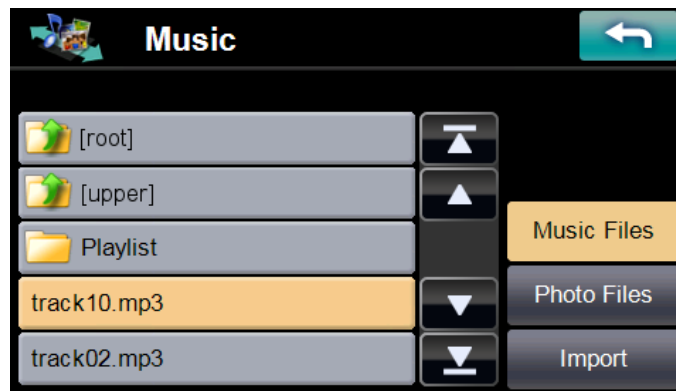 Music
[root]
[upper]
Playlist
track10.mp3
track02.mp3
Music Files
Photo Files
Import